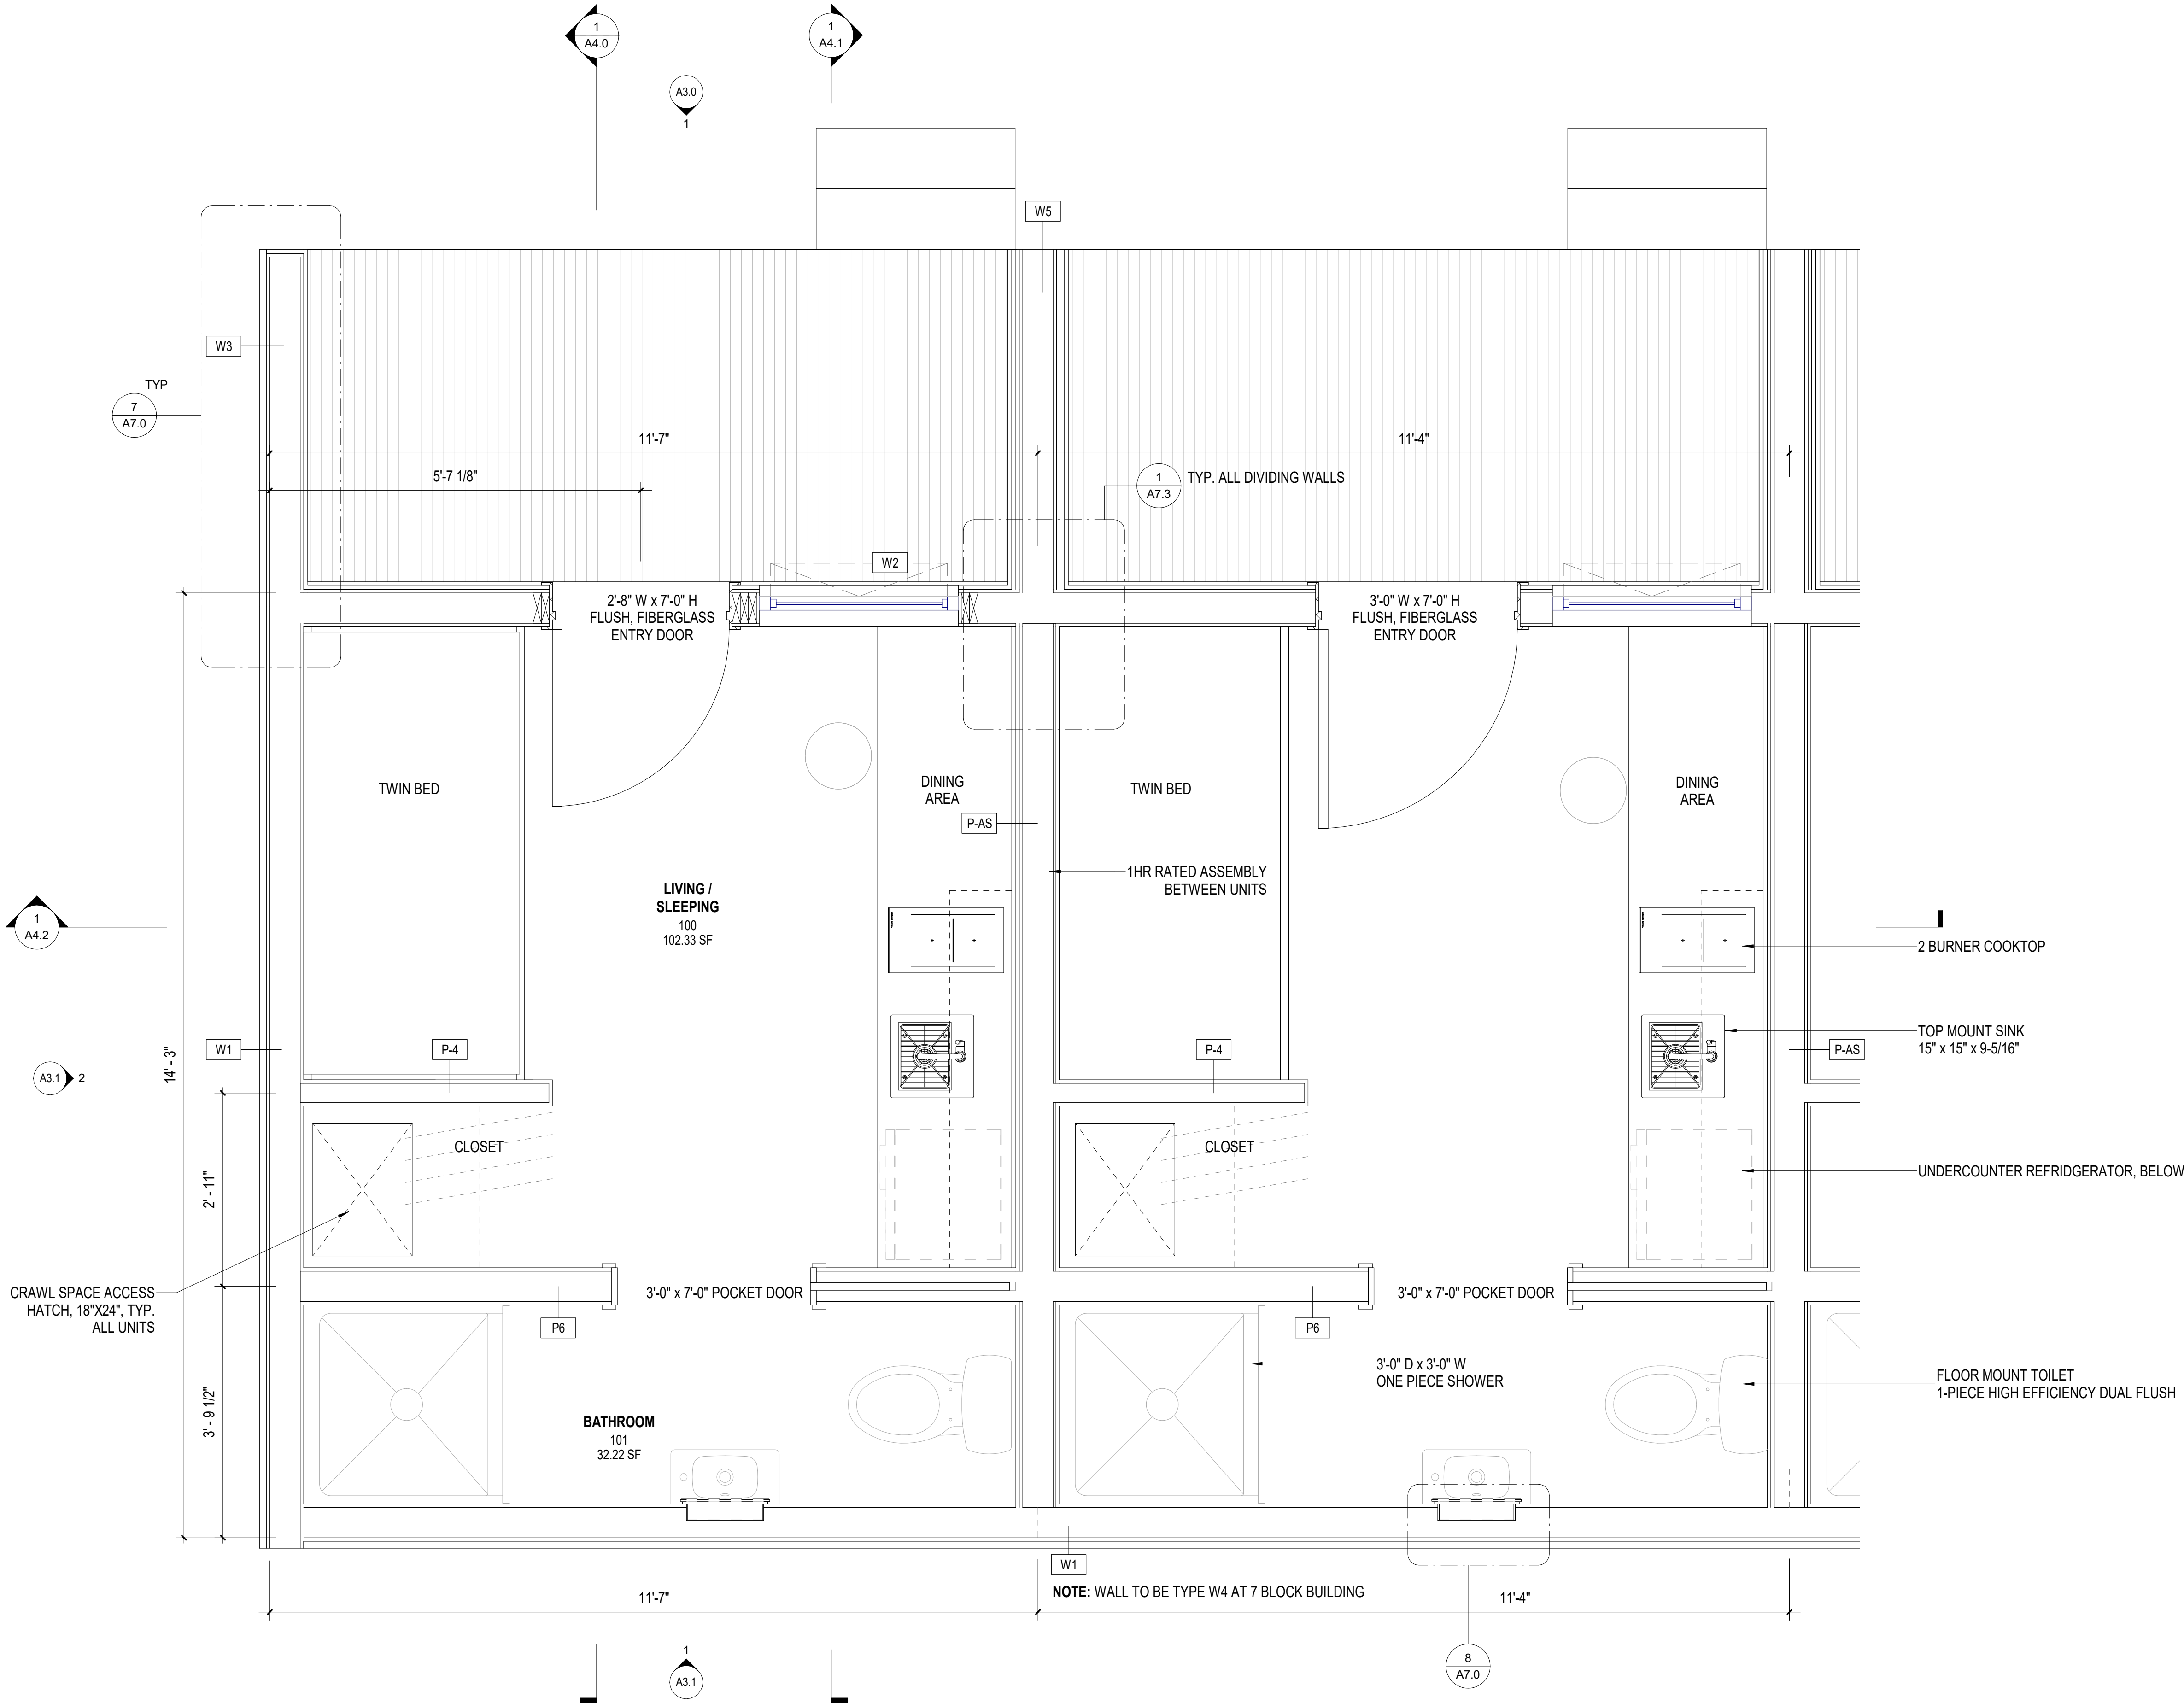 1
A4.0
1
A4.1
A3.0
1
W5
W3
TYP
7
A7.0
11'-7"
11'-4"
5'-7 1/8"
1
A7.3
TYP. ALL DIVIDING WALLS
W2
2'-8" W x 7'-0" H
FLUSH, FIBERGLASS
ENTRY DOOR
3'-0" W x 7'-0" H
FLUSH, FIBERGLASS
ENTRY DOOR
TWIN BED
DINING
AREA
TWIN BED
DINING
AREA
P-AS
1HR RATED ASSEMBLY
BETWEEN UNITS
LIVING /
SLEEPING
100
102.33 SF
1
A4.2
2 BURNER COOKTOP
TOP MOUNT SINK
15" x 15" x 9-5/16"
W1
P-4
P-4
P-AS
A3.1
2
14' - 3"
CLOSET
CLOSET
UNDERCOUNTER REFRIDGERATOR, BELOW
2' - 11"
CRAWL SPACE ACCESS
HATCH, 18"X24", TYP.
ALL UNITS
3'-0" x 7'-0" POCKET DOOR
3'-0" x 7'-0" POCKET DOOR
P6
P6
3'-0" D x 3'-0" W
ONE PIECE SHOWER
FLOOR MOUNT TOILET
1-PIECE HIGH EFFICIENCY DUAL FLUSH
3' - 9 1/2"
BATHROOM
101
32.22 SF
W1
NOTE: WALL TO BE TYPE W4 AT 7 BLOCK BUILDING
11'-7"
11'-4"
1
A3.1
8
A7.0